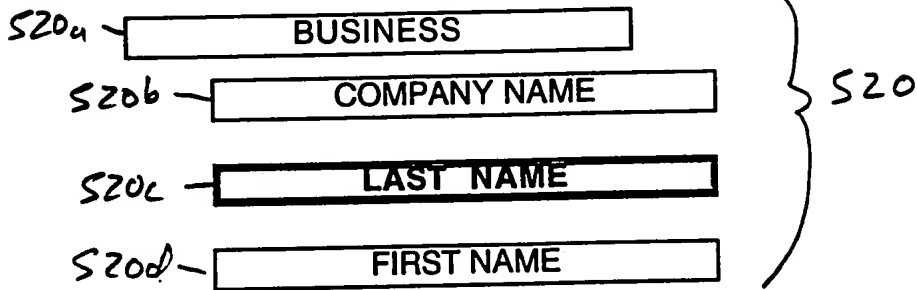 520a BUSINESS
520b COMPANY NAME 520
520c LAST NAME
520d FIRST NAME